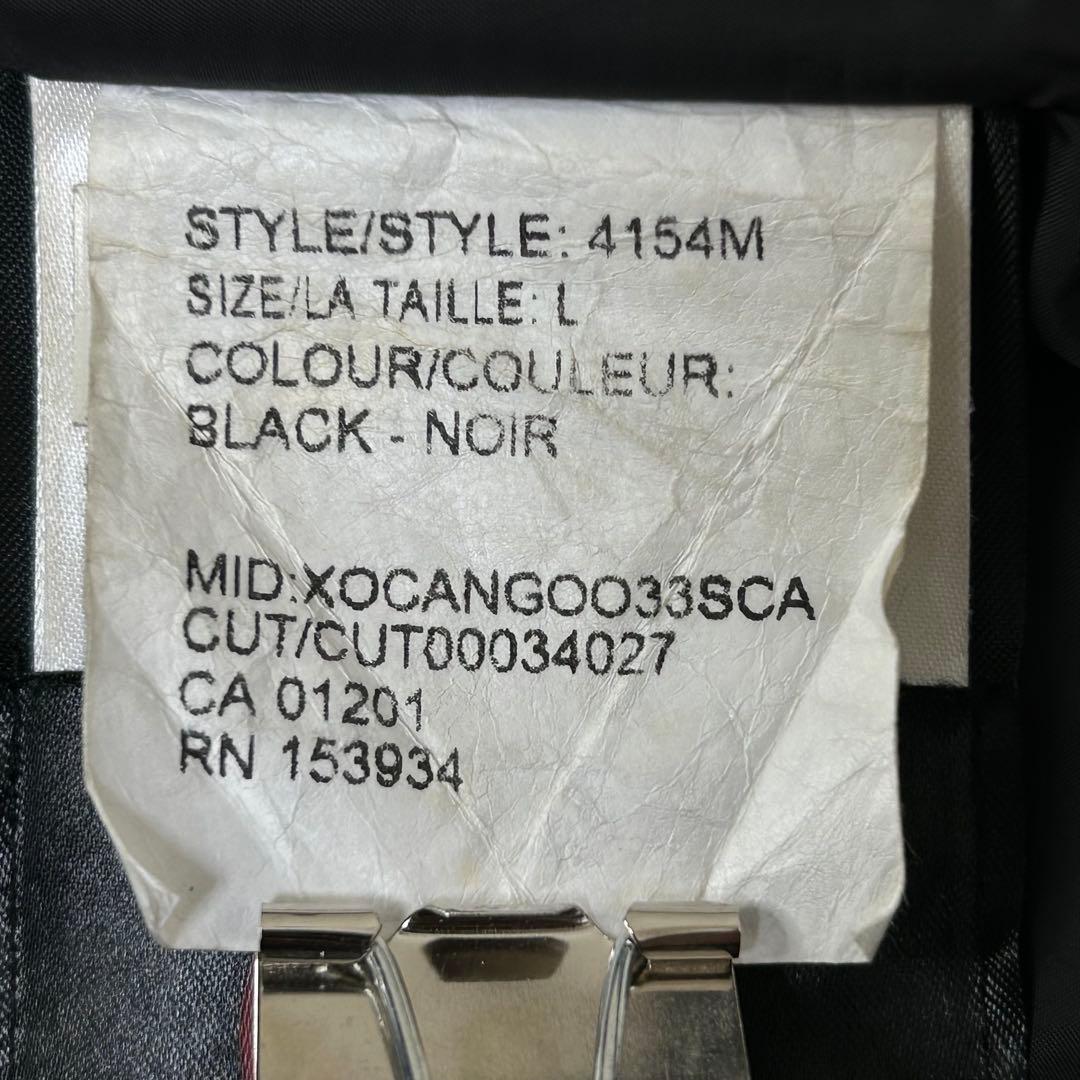 STYLE/STYLE: 4154M
SIZE/LA TAILLE: L
COLOUR/COULEUR:
BLACK - NOIR
MID:XOCANGOO33SCA
CUT/CUT00034027
CA 01201
RN 153934